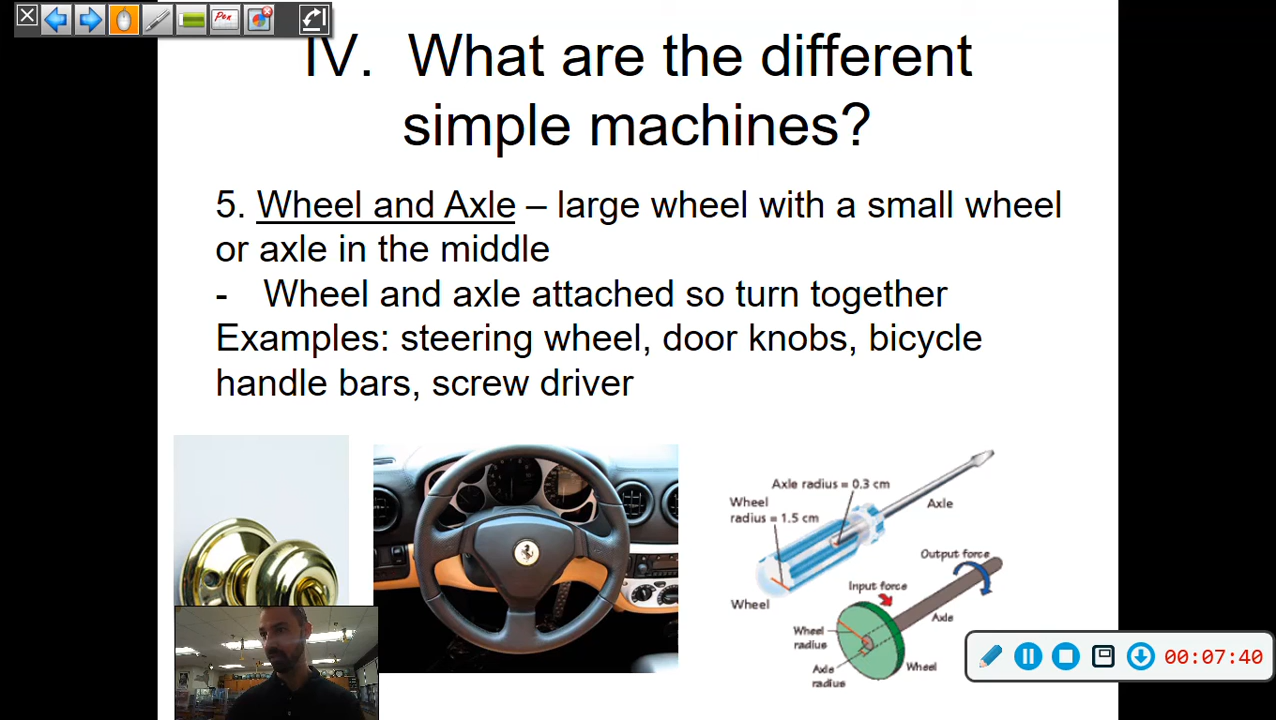 Pen
IV. What are the different
simple machines?
5. Wheel and Axle – large wheel with a small wheel
or axle in the middle
- Wheel and axle attached so turn together
Examples: steering wheel, door knobs, bicycle
handle bars, screw driver
Axle radius = 0.3 cm
Wheel
radius = 1.5 cm
Axle
Wheel
Output force
Input force
Axle
Wheel
radius
Axle
radius
Wheel
00:07:40